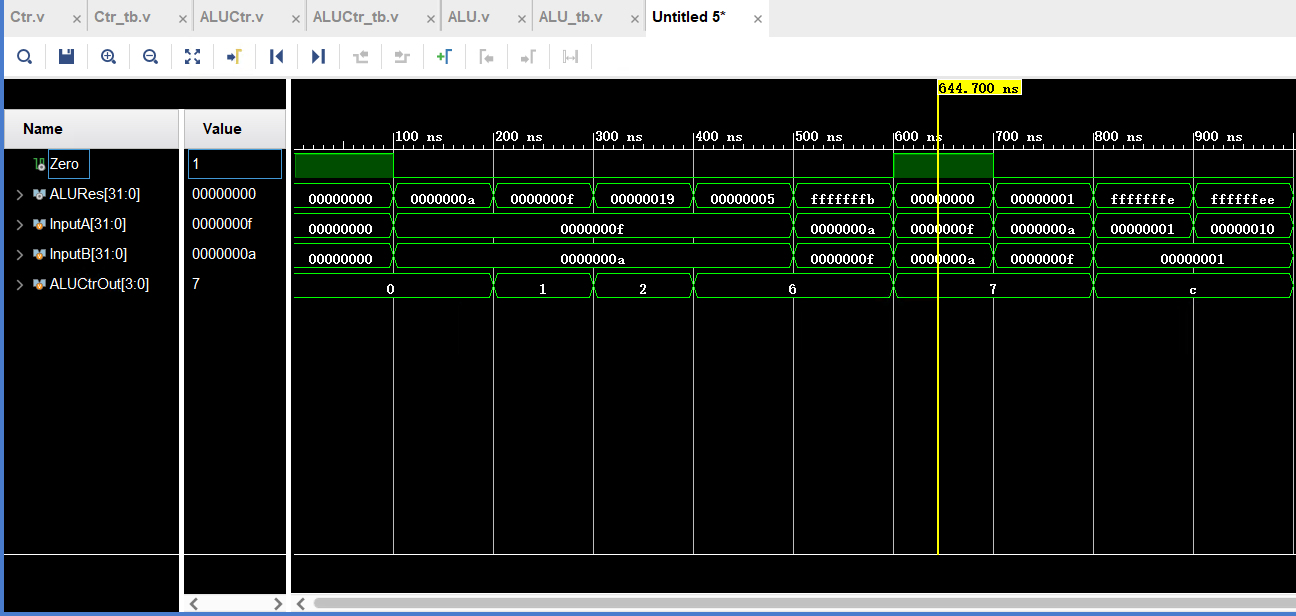 Ctr.v × Ctr_tb.v × ALUCtr.v × ALUCtr_tb.v × ALU.v × ALU_tb.v × Untitled 5* ×
644.700 ns
Name Value
100 ns 200 ns 300 ns 400 ns 500 ns 600 ns 700 ns 800 ns 900 ns
Zero 1
ALURes[31:0] 00000000 00000000 0000000a 0000000f 00000019 00000005 fffffffb 00000000 00000001 fffffffe ffffffee
InputA[31:0] 0000000f 00000000 0000000f 0000000a 0000000f 0000000a 00000001 00000010
InputB[31:0] 0000000a 00000000 0000000a 0000000f 0000000a 0000000f 00000001
ALUCtrOut[3:0] 7 0 1 2 6 7 c